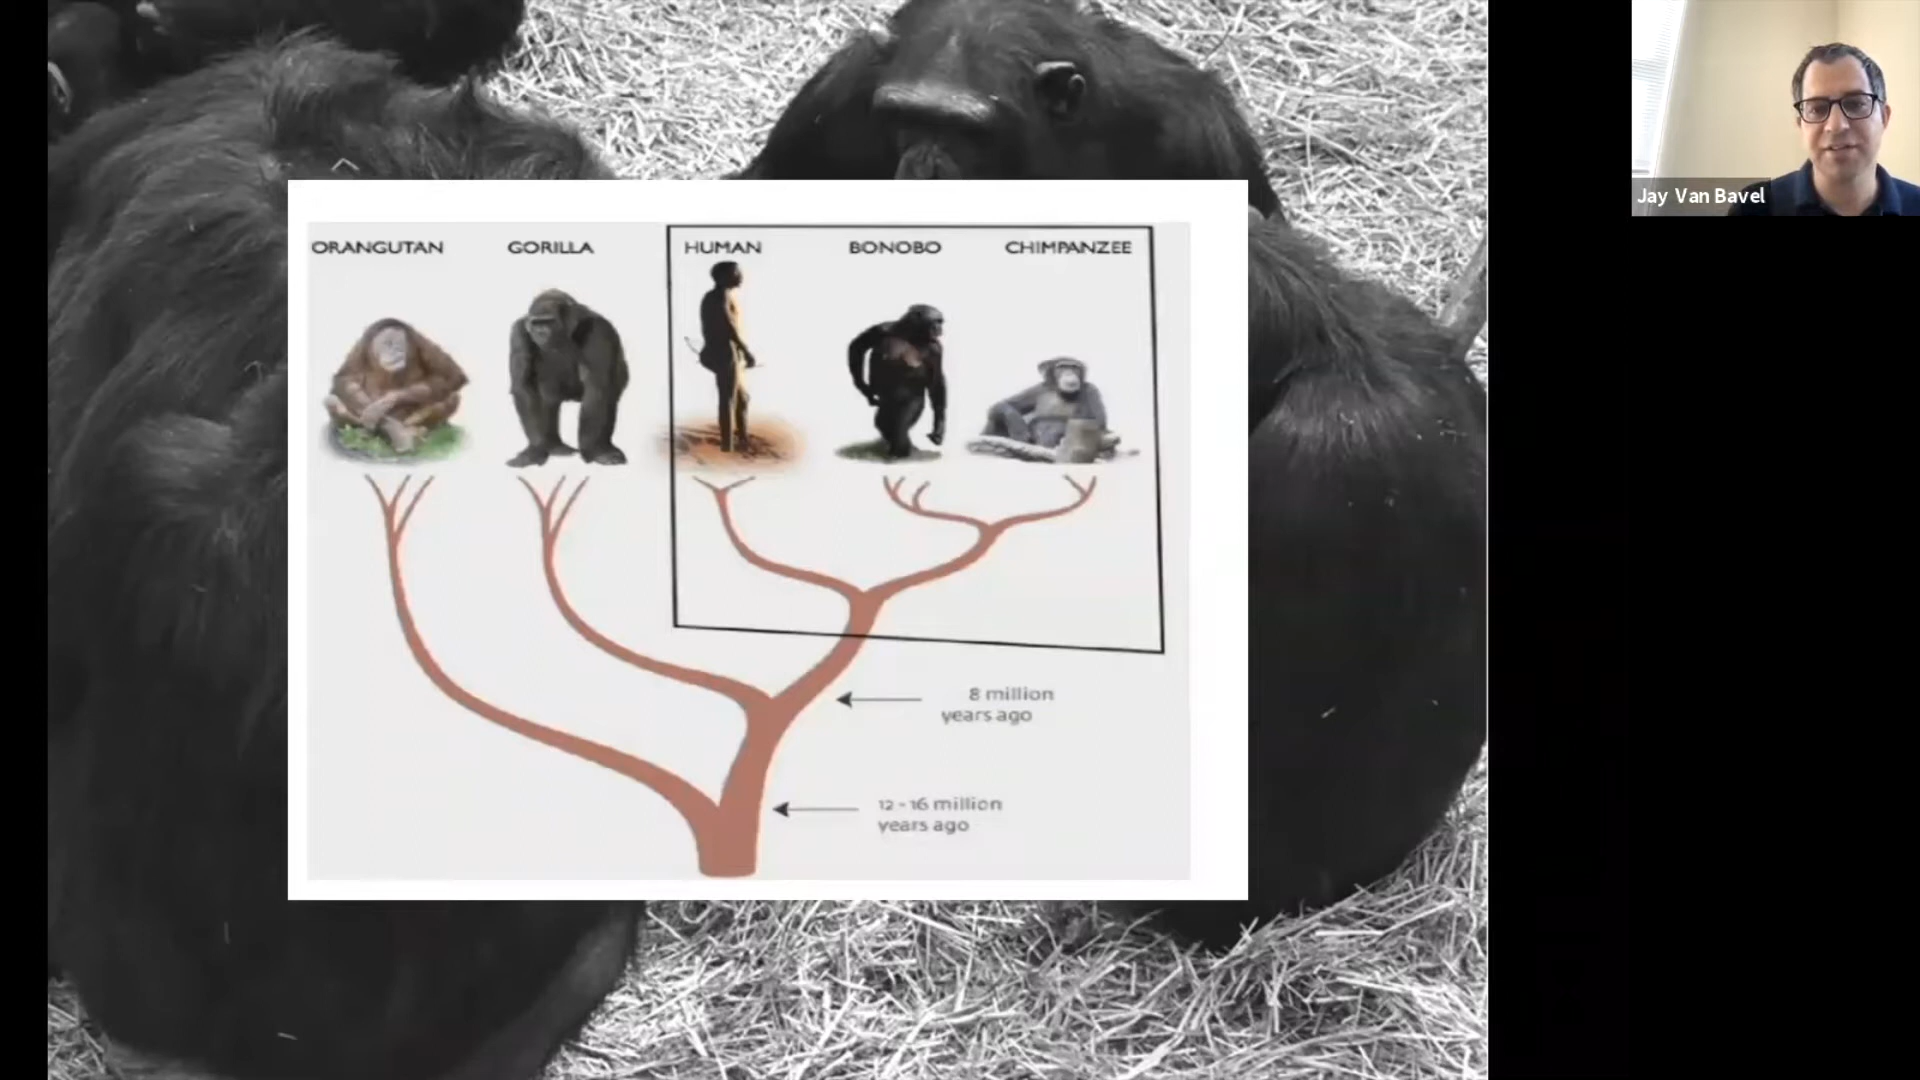 ORANGUTAN GORILLA HUMAN BONOBO CHIMPANZEE
8 million
years ago
12 - 16 million
years ago
Jay Van Bavel